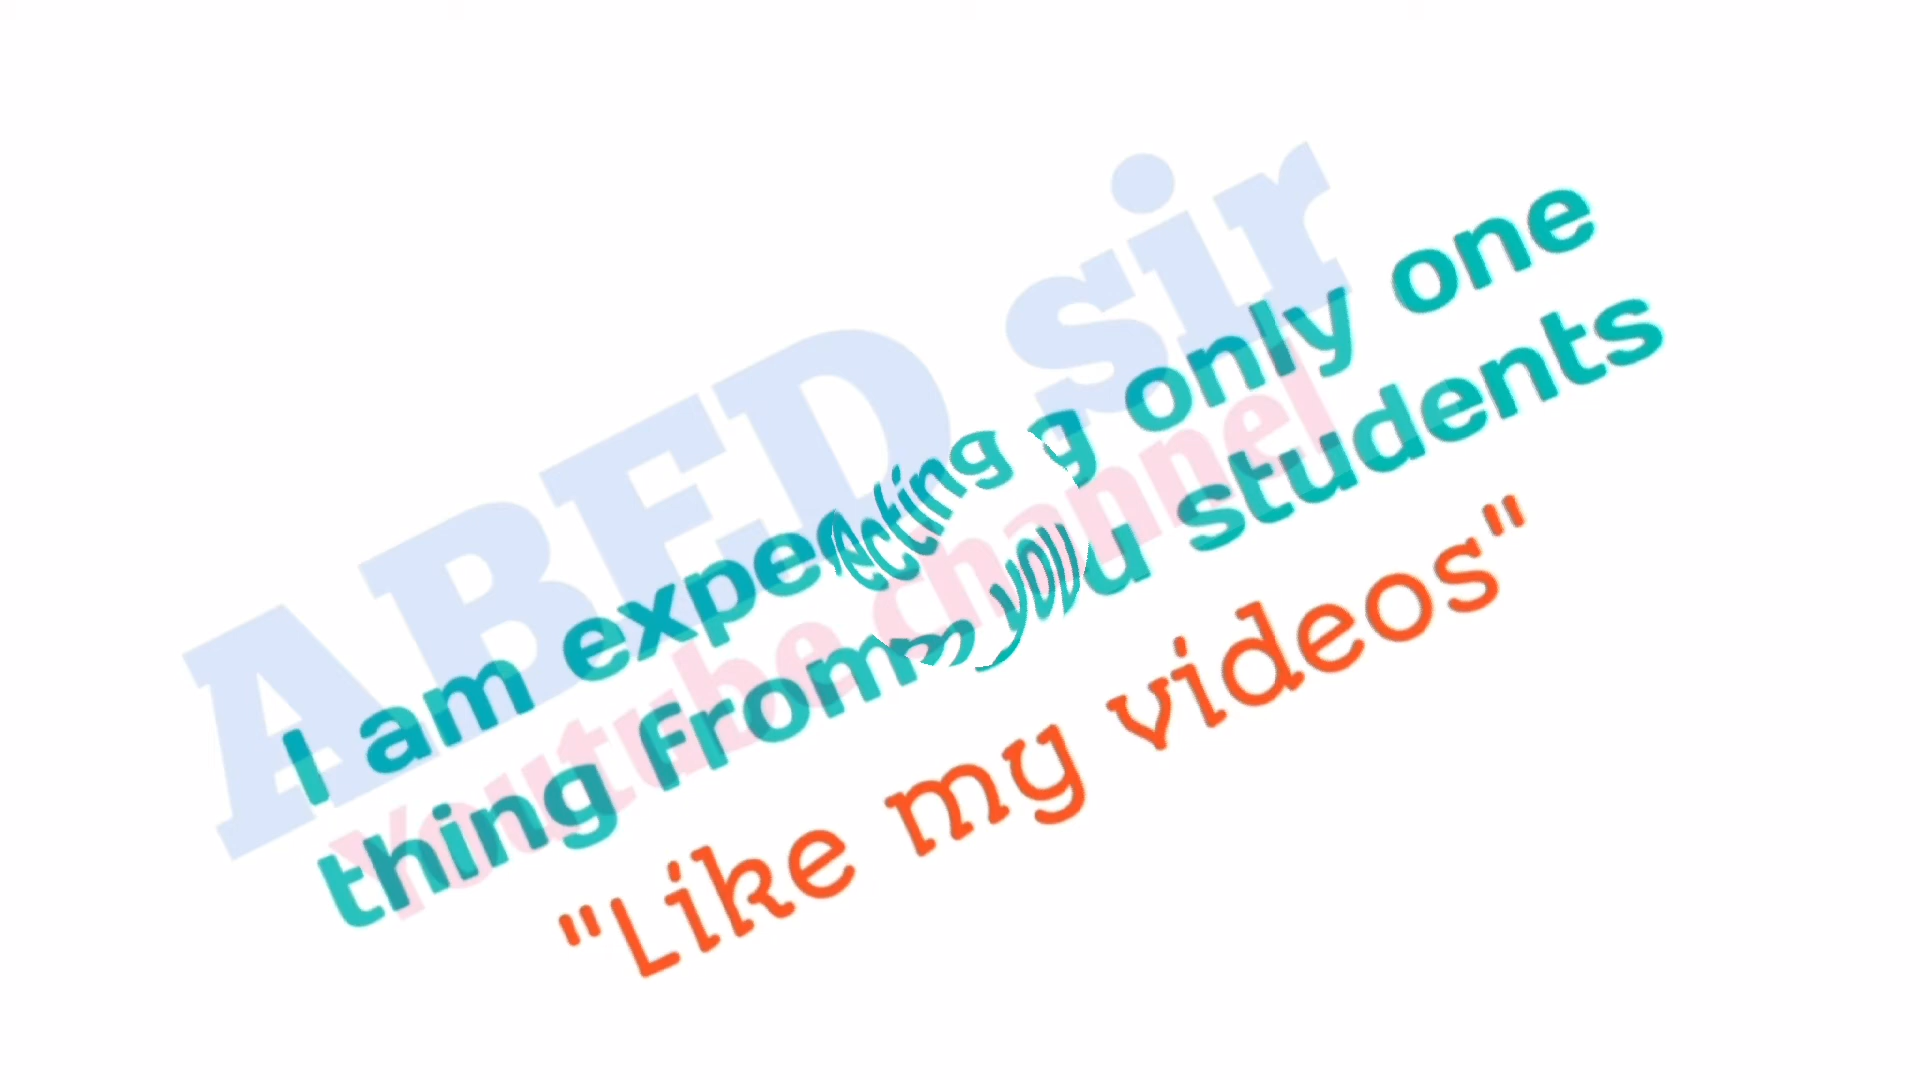 ABED sir
Youtube channel
I am expecting only one
thing From you students
"Like my videos"